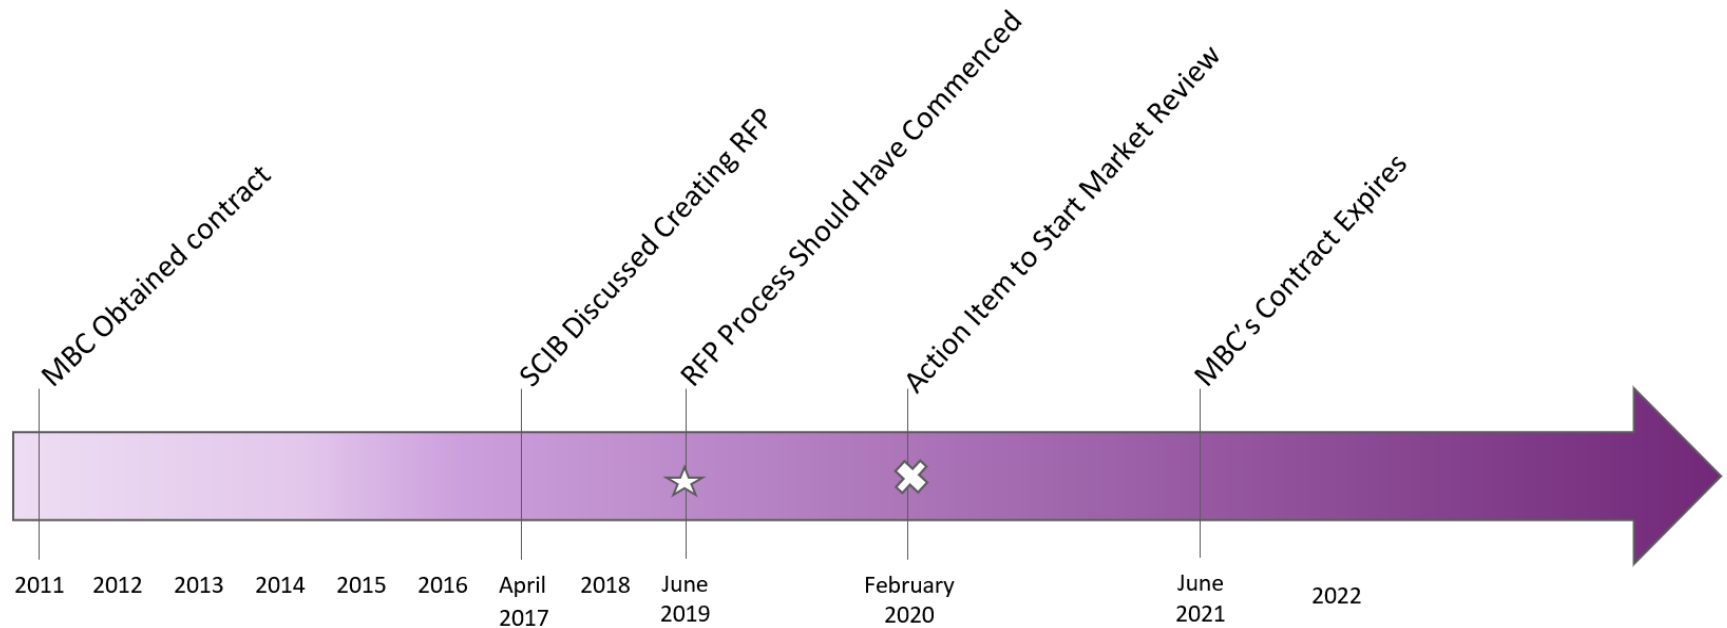 MBC Obtained contract
SCIB Discussed Creating RFP
RFP Process Should Have Commenced
Action Item to Start Market Review
MBC’s Contract Expires
2011
2012
2013
2014
2015
2016
April
2017
2018
June
2019
February
2020
June
2021
2022